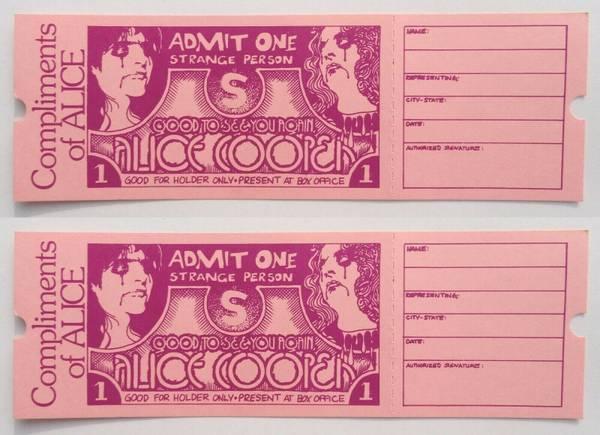 Compliments
of ALICE
ADMIT ONE
STRANGE PERSON
S
GOOD TO SEE YOU AGAIN,
ALICE COOPER
1 GOOD FOR HOLDER ONLY•PRESENT AT BOX OFFICE 1
NAME:
REPRESENTING:
CITY-STATE:
DATE:
AUTHORIZED SIGNATURE:
Compliments
of ALICE
ADMIT ONE
STRANGE PERSON
S
GOOD TO SEE YOU AGAIN,
ALICE COOPER
1 GOOD FOR HOLDER ONLY•PRESENT AT BOX OFFICE 1
NAME:
REPRESENTING:
CITY-STATE:
DATE:
AUTHORIZED SIGNATURE: